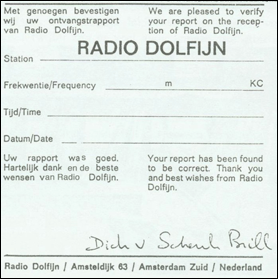 Met genoegen bevestigen We are pleased to verify
wij uw ontvangstrapport your report on the recep-
van Radio Dolfijn. tion of Radio Dolfijn.
RADIO DOLFIJN
Station
Frekwentie/Frequency m KC
Tijd/Time
Datum/Date
Uw rapport was goed. Your report has been found
Hartelijk dank en de beste to be correct. Thank you
wensen van Radio Dolfijn. and best wishes from Radio
Dolfijn.
Dick v Schenk Brill
Radio Dolfijn / Amsteldijk 63 / Amsterdam Zuid / Nederland